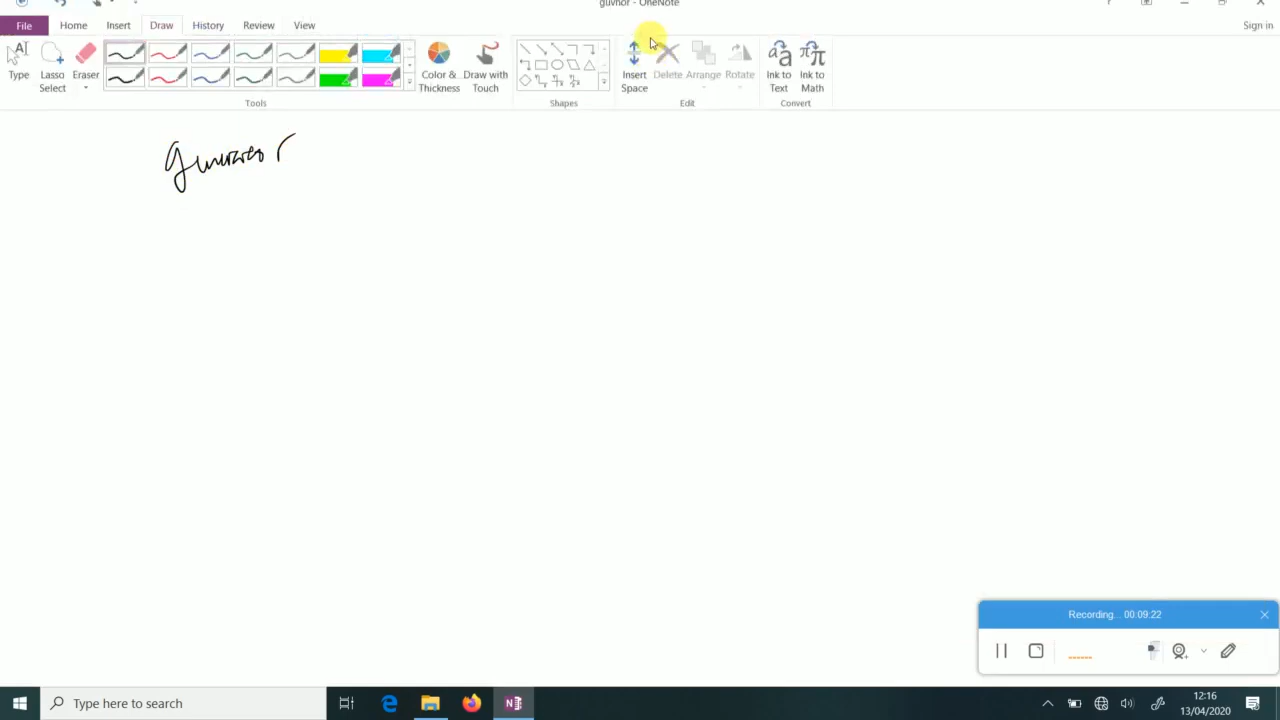 guvnor - OneNote
File Home Insert Draw History Review View Sign in
Type Lasso Select Eraser Color & Thickness Draw with Touch Insert Space Delete Arrange Rotate Ink to Text Ink to Math
Tools Shapes Edit Convert
Recording... 00:09:22
Type here to search
12:16
13/04/2020